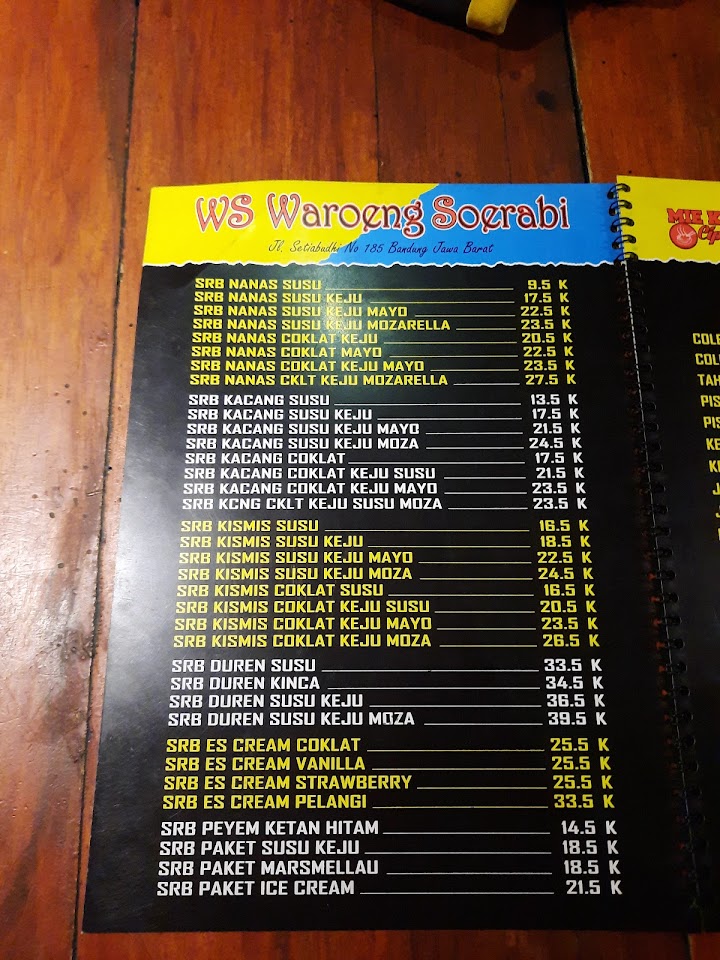 WS Waroeng Soerabi
Jl. Setiabudhi No 185 Bandung Jawa Barat
SRB NANAS SUSU 9.5 K
SRB NANAS SUSU KEJU 17.5 K
SRB NANAS SUSU KEJU MAYO 22.5 K
SRB NANAS SUSU KEJU MOZARELLA 23.5 K
SRB NANAS COKLAT KEJU 20.5 K
SRB NANAS COKLAT MAYO 22.5 K
SRB NANAS COKLAT KEJU MAYO 23.5 K
SRB NANAS CKLT KEJU MOZARELLA 27.5 K
SRB KACANG SUSU 13.5 K
SRB KACANG SUSU KEJU 17.5 K
SRB KACANG SUSU KEJU MAYO 21.5 K
SRB KACANG SUSU KEJU MOZA 24.5 K
SRB KACANG COKLAT 17.5 K
SRB KACANG COKLAT KEJU SUSU 21.5 K
SRB KACANG COKLAT KEJU MAYO 23.5 K
SRB KCNG CKLT KEJU SUSU MOZA 23.5 K
SRB KISMIS SUSU 16.5 K
SRB KISMIS SUSU KEJU 18.5 K
SRB KISMIS SUSU KEJU MAYO 22.5 K
SRB KISMIS SUSU KEJU MOZA 24.5 K
SRB KISMIS COKLAT SUSU 16.5 K
SRB KISMIS COKLAT KEJU SUSU 20.5 K
SRB KISMIS COKLAT KEJU MAYO 23.5 K
SRB KISMIS COKLAT KEJU MOZA 26.5 K
SRB DUREN SUSU 33.5 K
SRB DUREN KINCA 34.5 K
SRB DUREN SUSU KEJU 36.5 K
SRB DUREN SUSU KEJU MOZA 39.5 K
SRB ES CREAM COKLAT 25.5 K
SRB ES CREAM VANILLA 25.5 K
SRB ES CREAM STRAWBERRY 25.5 K
SRB ES CREAM PELANGI 33.5 K
SRB PEYEM KETAN HITAM 14.5 K
SRB PAKET SUSU KEJU 18.5 K
SRB PAKET MARSMELLAU 18.5 K
SRB PAKET ICE CREAM 21.5 K
MIE